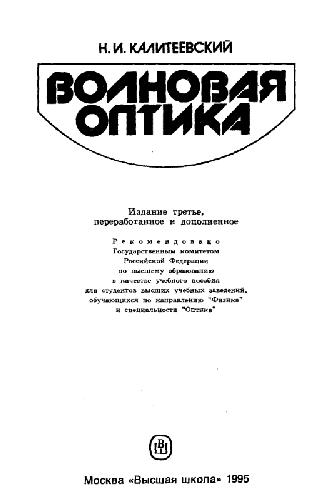 Н. И. КАЛИТЕЕВСКИЙ
ВОЛНОВАЯ
ОПТИКА
Издание третье,
переработанное и дополненное
Рекомендовано
Государственным комитетом
Российской Федерации
по высшему образованию
в качестве учебного пособия
для студентов высших учебных заведений,
обучающихся по направлению "Физика"
и специальности "Оптика"
Москва «Высшая школа» 1995